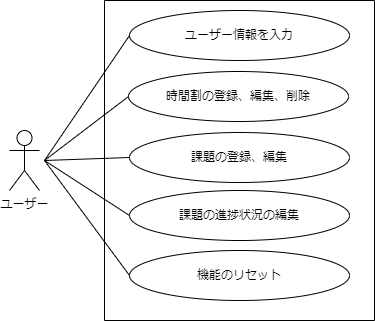 ユーザー情報を入力
時間割の登録、編集、削除
課題の登録、編集
課題の進捗状況の編集
機能のリセット
ユーザー